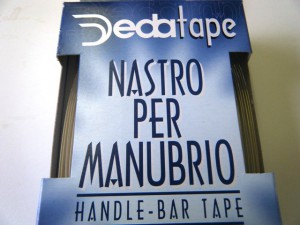 Dedatape
NASTRO
PER
MANUBRIO
HANDLE-BAR TAPE